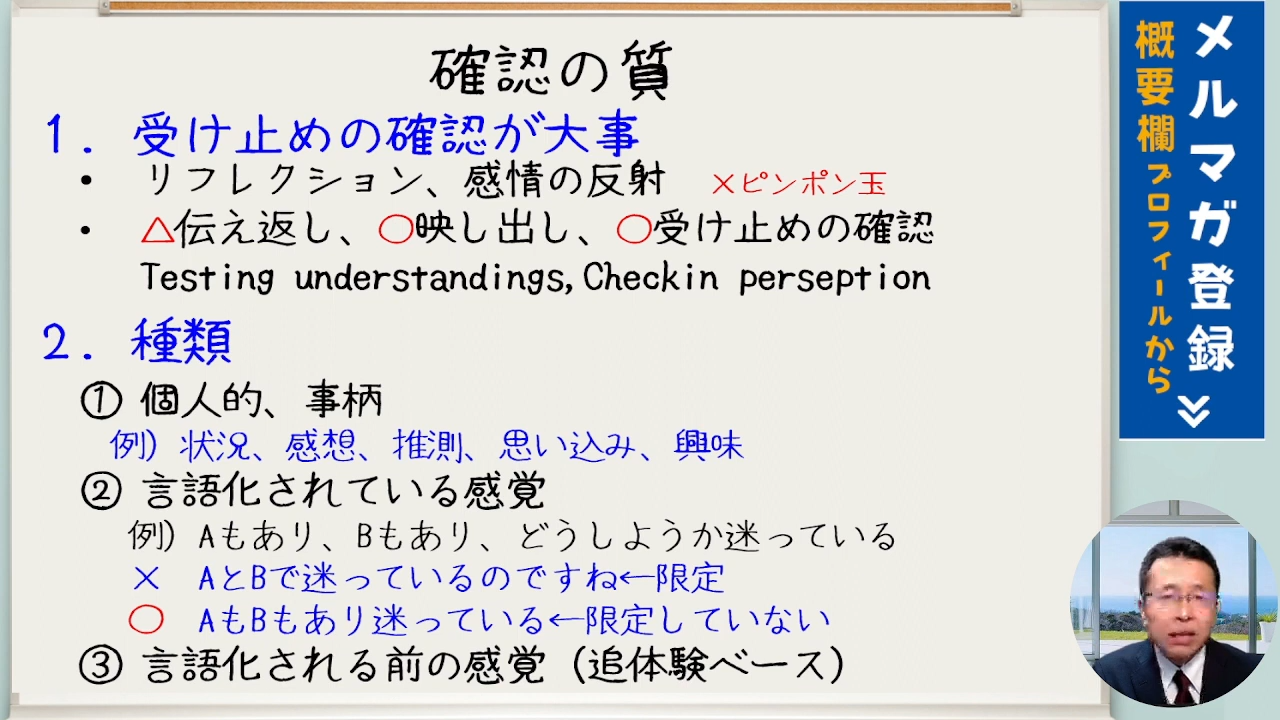 確認の質
1. 受け止めの確認が大事
・ リフレクション、感情の反射 ×ピンポン玉
・ △伝え返し、○映し出し、○受け止めの確認
Testing understandings,Checkin perseption
2. 種類
① 個人的、事柄
例）状況、感想、推測、思い込み、興味
② 言語化されている感覚
例）Aもあり、Bもあり、どうしようか迷っている
× AとBで迷っているのですね←限定
○ AもBもあり迷っている←限定していない
③ 言語化される前の感覚（追体験ベース）
メルマガ登録
概要欄プロフィールから